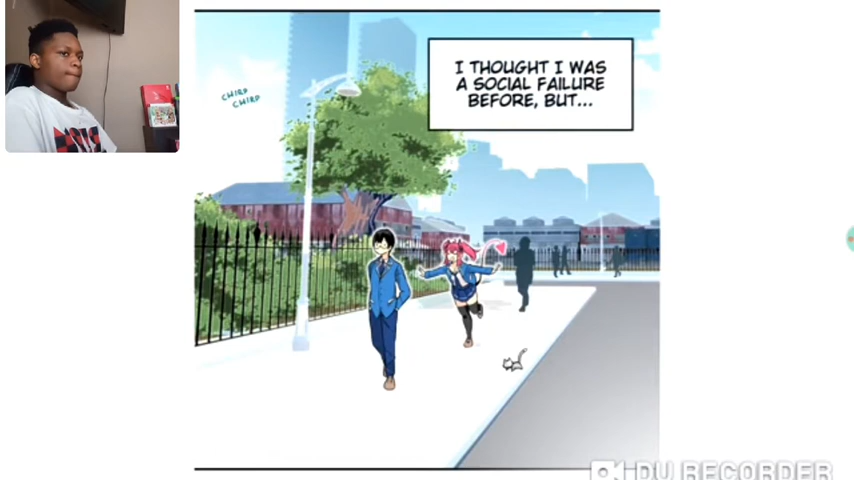 I THOUGHT I WAS
A SOCIAL FAILURE
BEFORE, BUT...
CHIRP
CHIRP
DU RECORDER